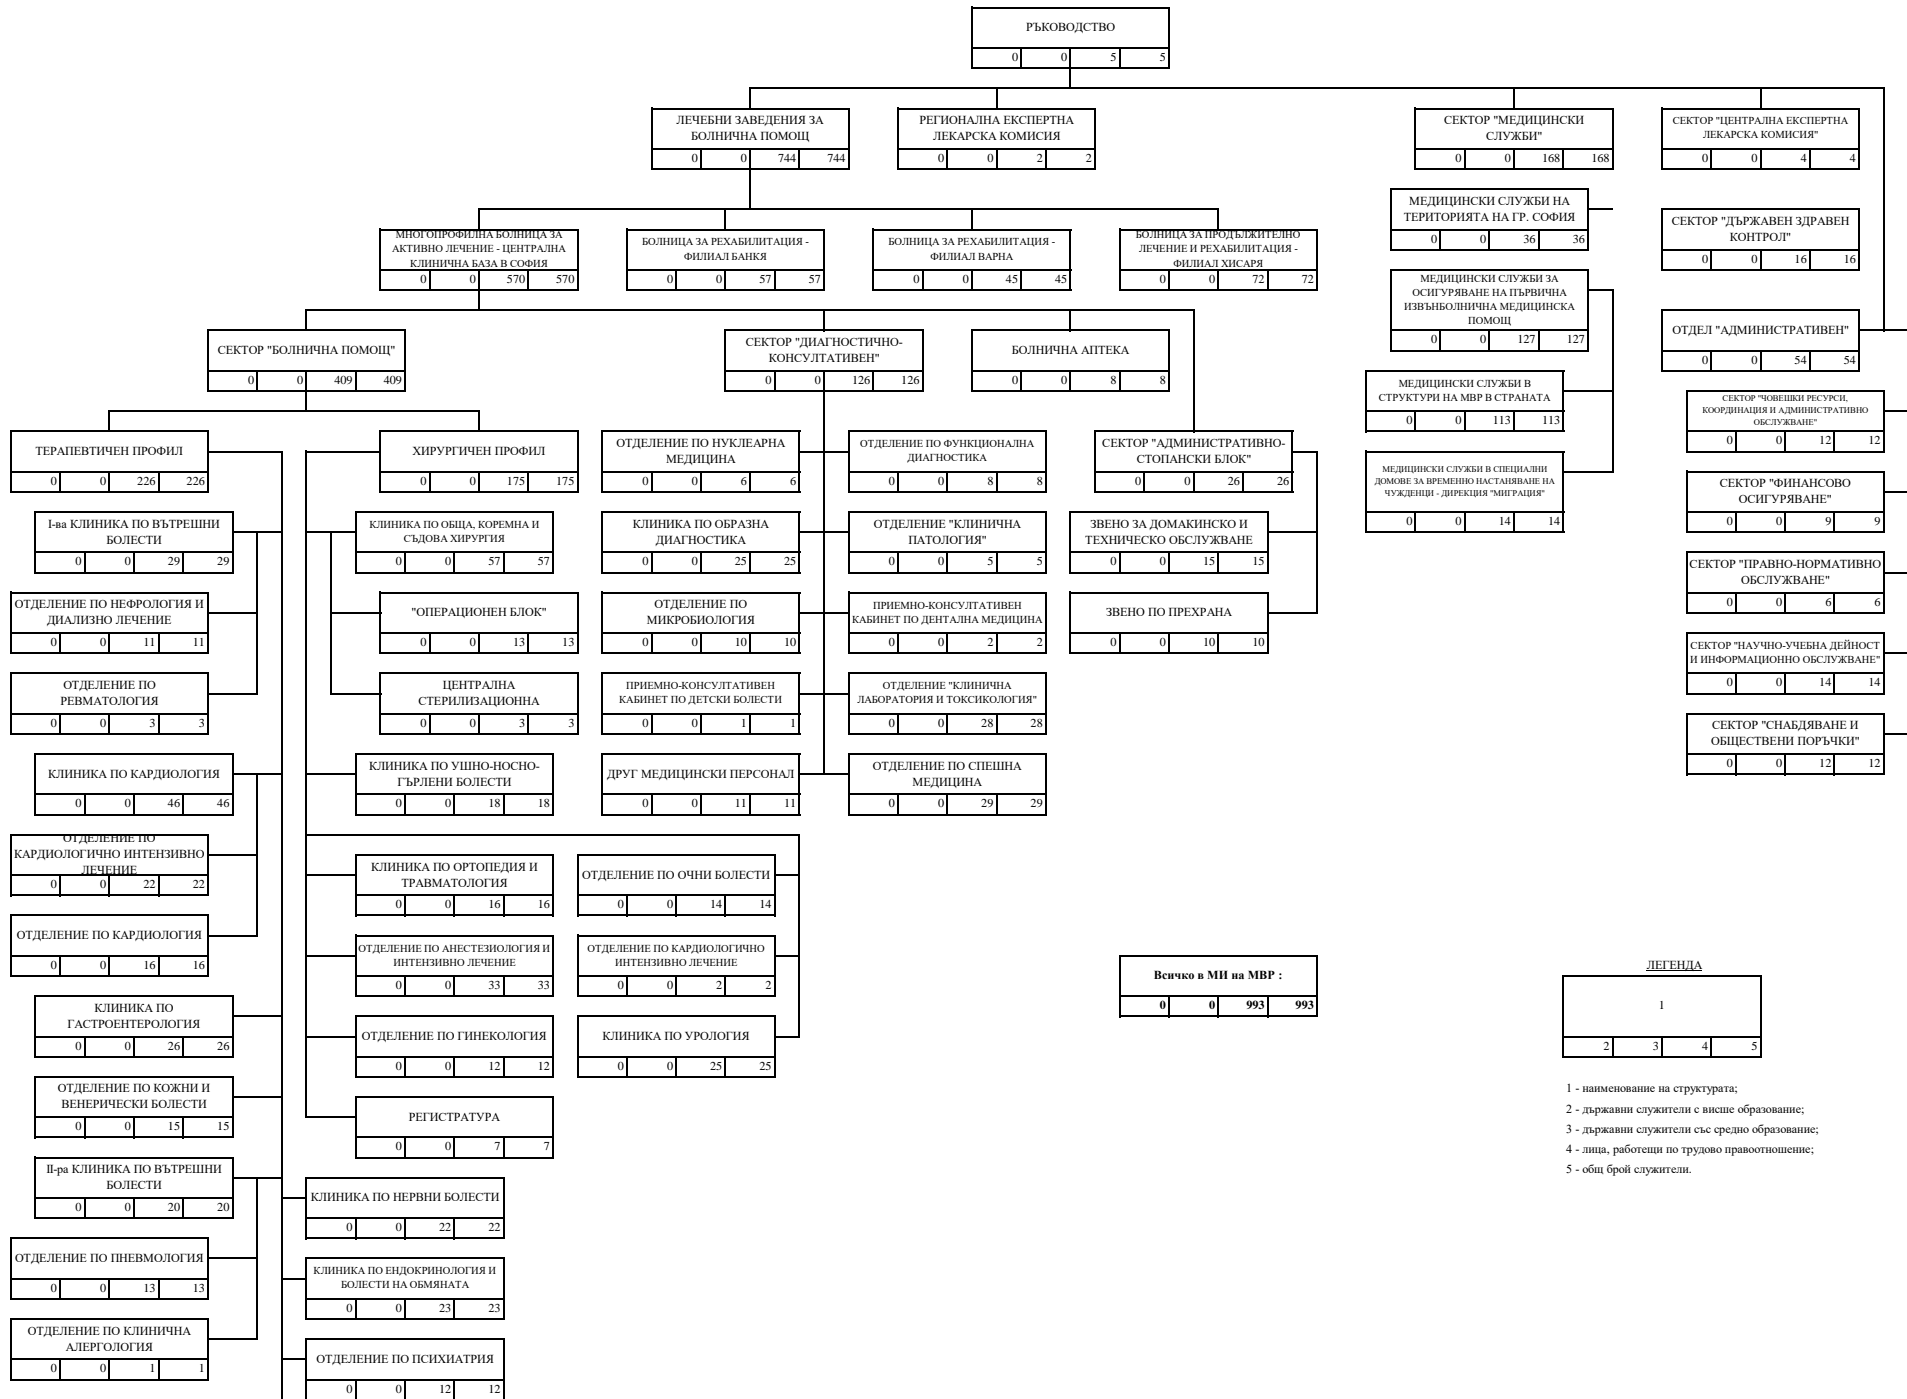 РЪКОВОДСТВО
0 0 5 5
ЛЕЧЕБНИ ЗАВЕДЕНИЯ ЗА
БОЛНИЧНА ПОМОЩ
0 0 744 744
РЕГИОНАЛНА ЕКСПЕРТНА
ЛЕКАРСКА КОМИСИЯ
0 0 2 2
СЕКТОР "МЕДИЦИНСКИ
СЛУЖБИ"
0 0 168 168
СЕКТОР "ЦЕНТРАЛНА ЕКСПЕРТНА
ЛЕКАРСКА КОМИСИЯ"
0 0 4 4
МЕДИЦИНСКИ СЛУЖБИ НА
ТЕРИТОРИЯТА НА ГР. СОФИЯ
0 0 36 36
СЕКТОР "ДЪРЖАВЕН ЗДРАВЕН
КОНТРОЛ"
0 0 16 16
МНОГОПРОФИЛНА БОЛНИЦА ЗА
АКТИВНО ЛЕЧЕНИЕ - ЦЕНТРАЛНА
КЛИНИЧНА БАЗА В СОФИЯ
0 0 570 570
БОЛНИЦА ЗА РЕХАБИЛИТАЦИЯ -
ФИЛИАЛ БАНКЯ
0 0 57 57
БОЛНИЦА ЗА РЕХАБИЛИТАЦИЯ -
ФИЛИАЛ ВАРНА
0 0 45 45
БОЛНИЦА ЗА ПРОДЪЛЖИТЕЛНО
ЛЕЧЕНИЕ И РЕХАБИЛИТАЦИЯ -
ФИЛИАЛ ХИСАРЯ
0 0 72 72
МЕДИЦИНСКИ СЛУЖБИ ЗА
ОСИГУРЯВАНЕ НА ПЪРВИЧНА
ИЗВЪНБОЛНИЧНА МЕДИЦИНСКА
ПОМОЩ
0 0 127 127
ОТДЕЛ "АДМИНИСТРАТИВЕН"
0 0 54 54
СЕКТОР "БОЛНИЧНА ПОМОЩ"
0 0 409 409
СЕКТОР "ДИАГНОСТИЧНО-
КОНСУЛТАТИВЕН"
0 0 126 126
БОЛНИЧНА АПТЕКА
0 0 8 8
МЕДИЦИНСКИ СЛУЖБИ В
СТРУКТУРИ НА МВР В СТРАНАТА
0 0 113 113
СЕКТОР "ЧОВЕШКИ РЕСУРСИ,
КООРДИНАЦИЯ И АДМИНИСТРАТИВНО
ОБСЛУЖВАНЕ"
0 0 12 12
ТЕРАПЕВТИЧЕН ПРОФИЛ
0 0 226 226
ХИРУРГИЧЕН ПРОФИЛ
0 0 175 175
ОТДЕЛЕНИЕ ПО НУКЛЕАРНА
МЕДИЦИНА
0 0 6 6
ОТДЕЛЕНИЕ ПО ФУНКЦИОНАЛНА
ДИАГНОСТИКА
0 0 8 8
СЕКТОР "АДМИНИСТРАТИВНО-
СТОПАНСКИ БЛОК"
0 0 26 26
МЕДИЦИНСКИ СЛУЖБИ В СПЕЦИАЛНИ
ДОМОВЕ ЗА ВРЕМЕННО НАСТАНЯВАНЕ НА
ЧУЖДЕНЦИ - ДИРЕКЦИЯ "МИГРАЦИЯ"
0 0 14 14
СЕКТОР "ФИНАНСОВО
ОСИГУРЯВАНЕ"
0 0 9 9
I-ва КЛИНИКА ПО ВЪТРЕШНИ
БОЛЕСТИ
0 0 29 29
КЛИНИКА ПО ОБЩА, КОРЕМНА И
СЪДОВА ХИРУРГИЯ
0 0 57 57
КЛИНИКА ПО ОБРАЗНА
ДИАГНОСТИКА
0 0 25 25
ОТДЕЛЕНИЕ "КЛИНИЧНА
ПАТОЛОГИЯ"
0 0 5 5
ЗВЕНО ЗА ДОМАКИНСКО И
ТЕХНИЧЕСКО ОБСЛУЖВАНЕ
0 0 15 15
СЕКТОР "ПРАВНО-НОРМАТИВНО
ОБСЛУЖВАНЕ"
0 0 6 6
ОТДЕЛЕНИЕ ПО НЕФРОЛОГИЯ И
ДИАЛИЗНО ЛЕЧЕНИЕ
0 0 11 11
"ОПЕРАЦИОНЕН БЛОК"
0 0 13 13
ОТДЕЛЕНИЕ ПО
МИКРОБИОЛОГИЯ
0 0 10 10
ПРИЕМНО-КОНСУЛТАТИВЕН
КАБИНЕТ ПО ДЕНТАЛНА МЕДИЦИНА
0 0 2 2
ЗВЕНО ПО ПРЕХРАНА
0 0 10 10
СЕКТОР "НАУЧНО-УЧЕБНА ДЕЙНОСТ
И ИНФОРМАЦИОННО ОБСЛУЖВАНЕ"
0 0 14 14
ОТДЕЛЕНИЕ ПО
РЕВМАТОЛОГИЯ
0 0 3 3
ЦЕНТРАЛНА
СТЕРИЛИЗАЦИОННА
0 0 3 3
ПРИЕМНО-КОНСУЛТАТИВЕН
КАБИНЕТ ПО ДЕТСКИ БОЛЕСТИ
0 0 1 1
ОТДЕЛЕНИЕ "КЛИНИЧНА
ЛАБОРАТОРИЯ И ТОКСИКОЛОГИЯ"
0 0 28 28
СЕКТОР "СНАБДЯВАНЕ И
ОБЩЕСТВЕНИ ПОРЪЧКИ"
0 0 12 12
КЛИНИКА ПО КАРДИОЛОГИЯ
0 0 46 46
КЛИНИКА ПО УШНО-НОСНО-
ГЪРЛЕНИ БОЛЕСТИ
0 0 18 18
ДРУГ МЕДИЦИНСКИ ПЕРСОНАЛ
0 0 11 11
ОТДЕЛЕНИЕ ПО СПЕШНА
МЕДИЦИНА
0 0 29 29
ОТДЕЛЕНИЕ ПО
КАРДИОЛОГИЧНО ИНТЕНЗИВНО
ЛЕЧЕНИЕ
0 0 22 22
КЛИНИКА ПО ОРТОПЕДИЯ И
ТРАВМАТОЛОГИЯ
0 0 16 16
ОТДЕЛЕНИЕ ПО ОЧНИ БОЛЕСТИ
0 0 14 14
ОТДЕЛЕНИЕ ПО КАРДИОЛОГИЯ
0 0 16 16
ОТДЕЛЕНИЕ ПО АНЕСТЕЗИОЛОГИЯ И
ИНТЕНЗИВНО ЛЕЧЕНИЕ
0 0 33 33
ОТДЕЛЕНИЕ ПО КАРДИОЛОГИЧНО
ИНТЕНЗИВНО ЛЕЧЕНИЕ
0 0 2 2
Всичко в МИ на МВР :
0 0 993 993
ЛЕГЕНДА
1
2 3 4 5
КЛИНИКА ПО
ГАСТРОЕНТЕРОЛОГИЯ
0 0 26 26
ОТДЕЛЕНИЕ ПО ГИНЕКОЛОГИЯ
0 0 12 12
КЛИНИКА ПО УРОЛОГИЯ
0 0 25 25
1 - наименование на структурата;
2 - държавни служители с висше образование;
3 - държавни служители със средно образование;
4 - лица, работещи по трудово правоотношение;
5 - общ брой служители.
ОТДЕЛЕНИЕ ПО КОЖНИ И
ВЕНЕРИЧЕСКИ БОЛЕСТИ
0 0 15 15
РЕГИСТРАТУРА
0 0 7 7
II-ра КЛИНИКА ПО ВЪТРЕШНИ
БОЛЕСТИ
0 0 20 20
КЛИНИКА ПО НЕРВНИ БОЛЕСТИ
0 0 22 22
ОТДЕЛЕНИЕ ПО ПНЕВМОЛОГИЯ
0 0 13 13
КЛИНИКА ПО ЕНДОКРИНОЛОГИЯ И
БОЛЕСТИ НА ОБМЯНАТА
0 0 23 23
ОТДЕЛЕНИЕ ПО КЛИНИЧНА
АЛЕРГОЛОГИЯ
0 0 1 1
ОТДЕЛЕНИЕ ПО ПСИХИАТРИЯ
0 0 12 12